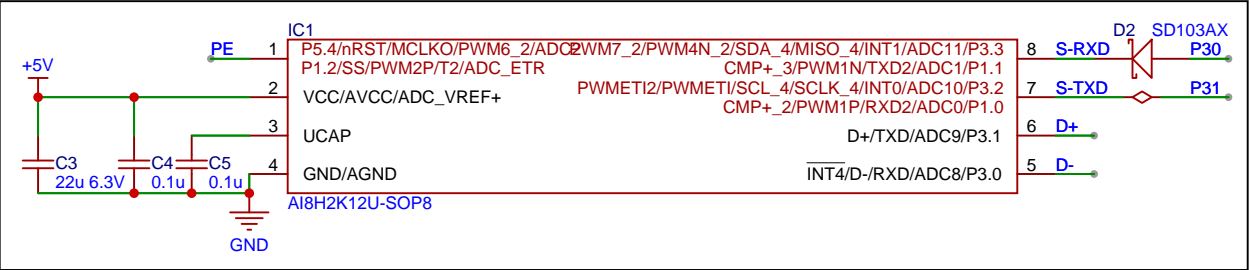 IC1
D2 SD103AX
PE 1 P5.4/nRST/MCLKO/PWM6_2/ADC2 PWM7_2/PWM4N_2/SDA_4/MISO_4/INT1/ADC11/P3.3 8 S-RXD P30
+5V P1.2/SS/PWM2P/T2/ADC_ETR CMP+_3/PWM1N/TXD2/ADC1/P1.1
2 VCC/AVCC/ADC_VREF+ PWMETI2/PWMETI/SCL_4/SCLK_4/INT0/ADC10/P3.2 7 S-TXD P31
CMP+_2/PWM1P/RXD2/ADC0/P1.0
3 UCAP D+/TXD/ADC9/P3.1 6 D+
C3 C4 C5
4 GND/AGND INT4/D-/RXD/ADC8/P3.0 5 D-
22u 6.3V 0.1u 0.1u
AI8H2K12U-SOP8
GND